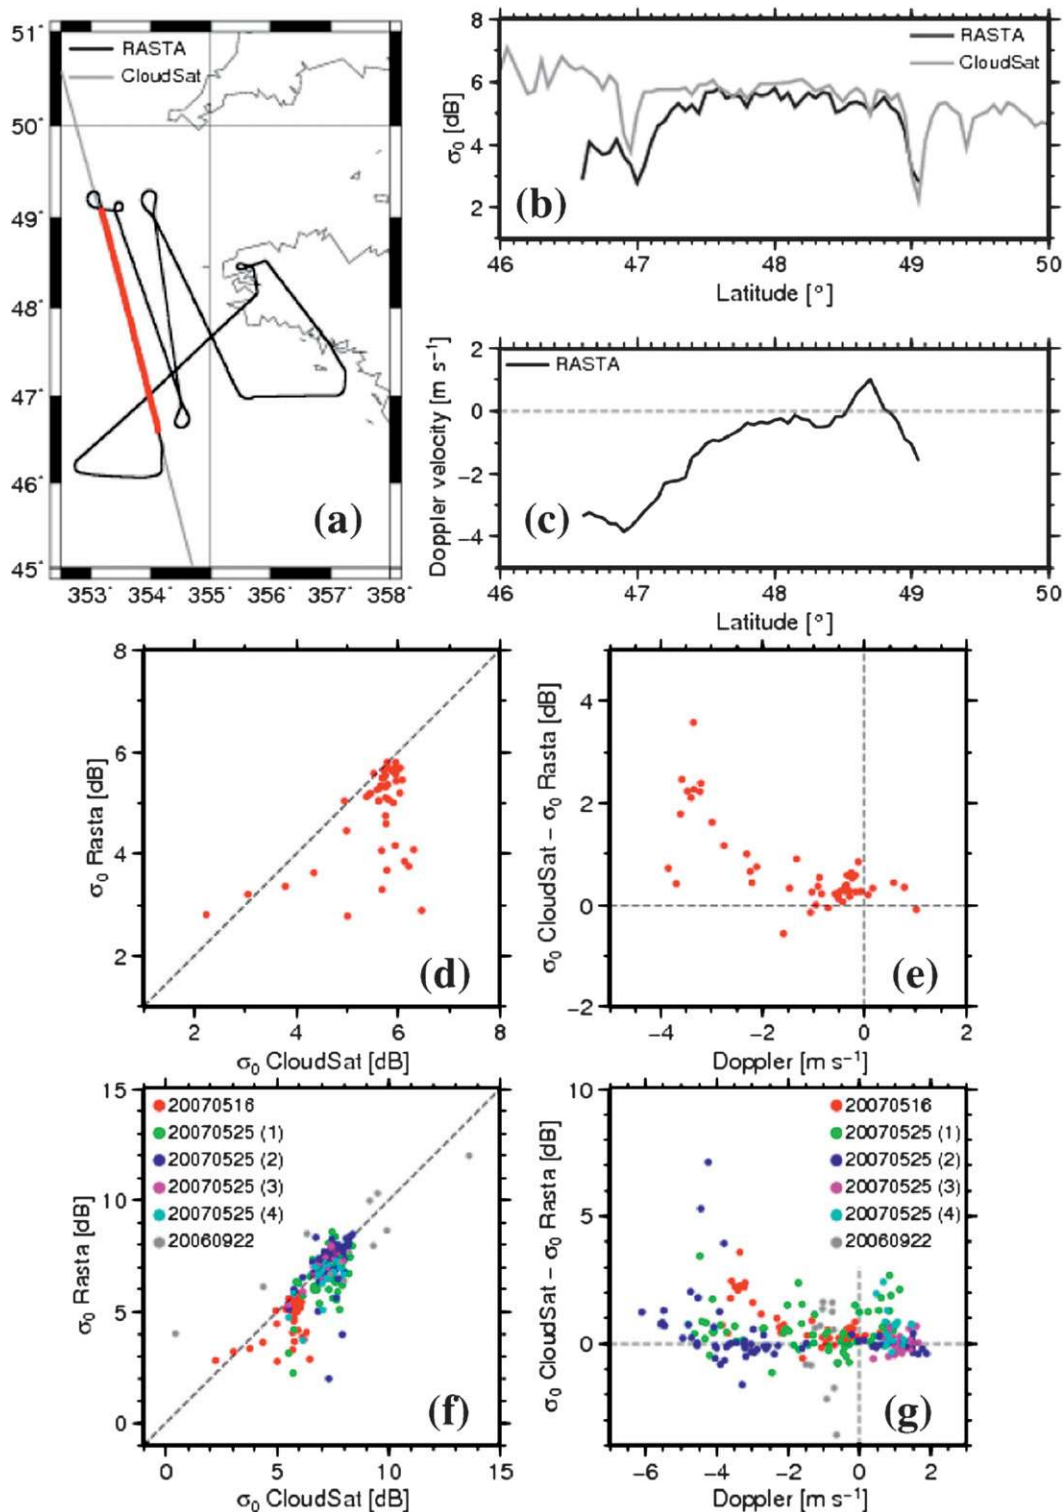 RASTA
CloudSat
51°
50°
49°
48°
47°
46°
45°
353° 354° 355° 356° 357° 358°
(a)
RASTA
CloudSat
σ₀ [dB]
8
6
4
2
(b)
46 47 48 49 50
Latitude [°]
RASTA
Doppler velocity [m s⁻¹]
2
0
−2
−4
(c)
46 47 48 49 50
Latitude [°]
σ₀ Rasta [dB]
8
6
4
2
(d)
2 4 6 8
σ₀ CloudSat [dB]
σ₀ CloudSat − σ₀ Rasta [dB]
4
2
0
−2
(e)
−4 −2 0 2
Doppler [m s⁻¹]
σ₀ Rasta [dB]
15
10
5
0
20070516
20070525 (1)
20070525 (2)
20070525 (3)
20070525 (4)
20060922
(f)
0 5 10 15
σ₀ CloudSat [dB]
σ₀ CloudSat − σ₀ Rasta [dB]
10
5
0
20070516
20070525 (1)
20070525 (2)
20070525 (3)
20070525 (4)
20060922
(g)
−6 −4 −2 0 2
Doppler [m s⁻¹]